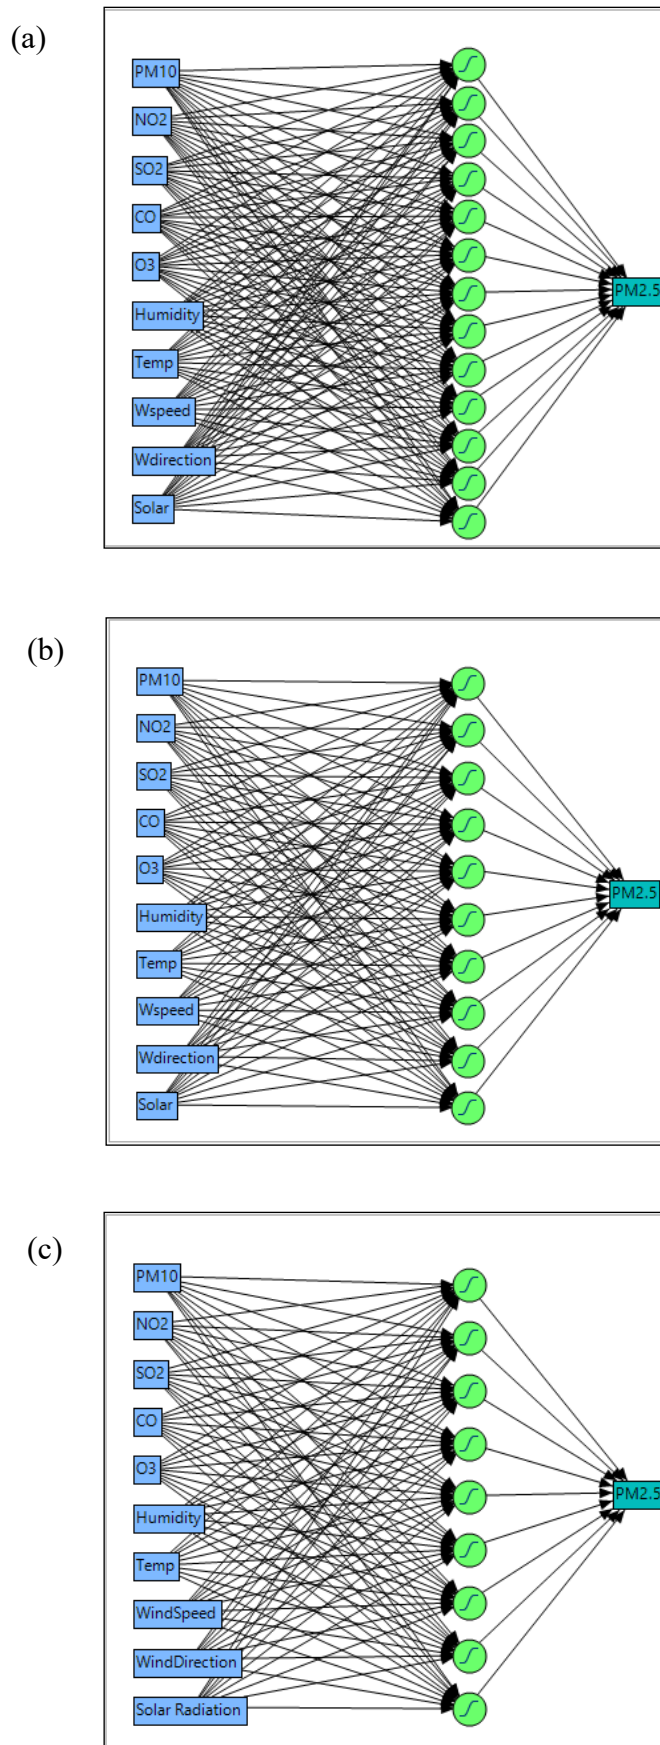 (a)
PM10
NO2
SO2
CO
O3
Humidity
Temp
Wspeed
Wdirection
Solar
PM2.5
(b)
PM10
NO2
SO2
CO
O3
Humidity
Temp
Wspeed
Wdirection
Solar
PM2.5
(c)
PM10
NO2
SO2
CO
O3
Humidity
Temp
WindSpeed
WindDirection
Solar Radiation
PM2.5